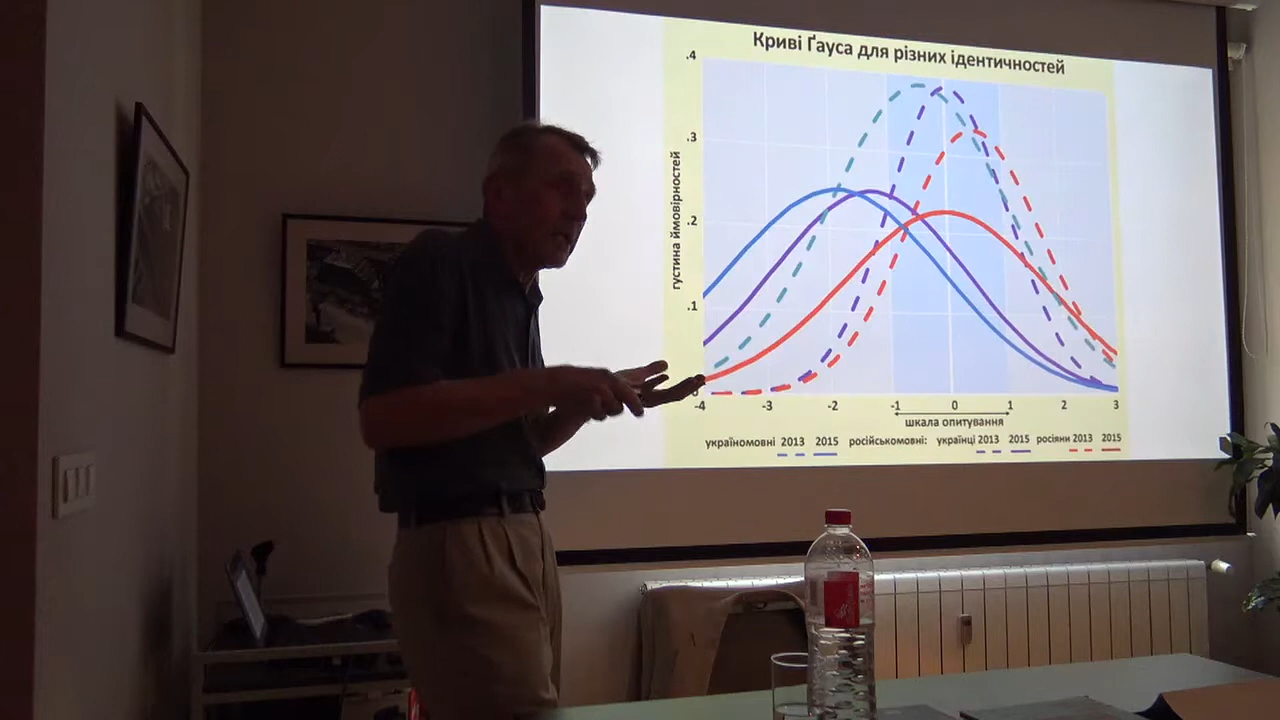 Криві Ґауса для різних ідентичностей
густина ймовірностей
.4
.3
.2
.1
-4 -3 -2 -1 0 1 2 3
шкала опитування
україномовні 2013 2015 російськомовні: українці 2013 2015 росіяни 2013 2015